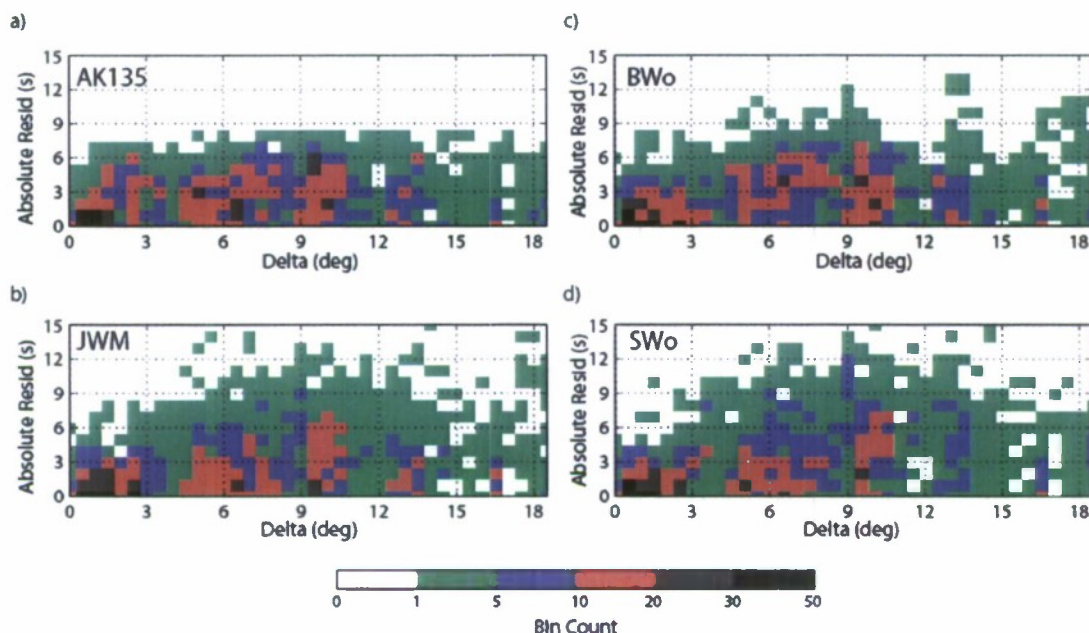 a)
AK135
Absolute Resid (s)
15
12
9
6
3
0
0 3 6 9 12 15 18
Delta (deg)
c)
BWo
Absolute Resid (s)
15
12
9
6
3
0
0 3 6 9 12 15 18
Delta (deg)
b)
JWM
Absolute Resid (s)
15
12
9
6
3
0
0 3 6 9 12 15 18
Delta (deg)
d)
SWo
Absolute Resid (s)
15
12
9
6
3
0
0 3 6 9 12 15 18
Delta (deg)
0 1 5 10 20 30 50
Bin Count